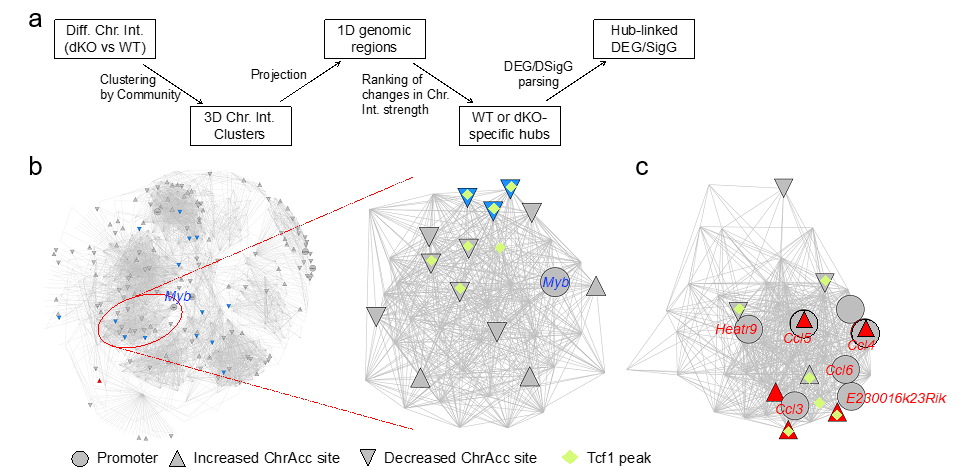 a
Diff. Chr. Int.
(dKO vs WT)
1D genomic
regions
Hub-linked
DEG/SigG
Clustering
by Community
Projection
Ranking of
changes in Chr.
Int. strength
DEG/DSigG
parsing
3D Chr. Int.
Clusters
WT or dKO-
specific hubs
b
Myb
Myb
c
Heatr9
Ccl5
Ccl4
Ccl6
E230016k23Rik
Ccl3
Promoter
Increased ChrAcc site
Decreased ChrAcc site
Tcf1 peak